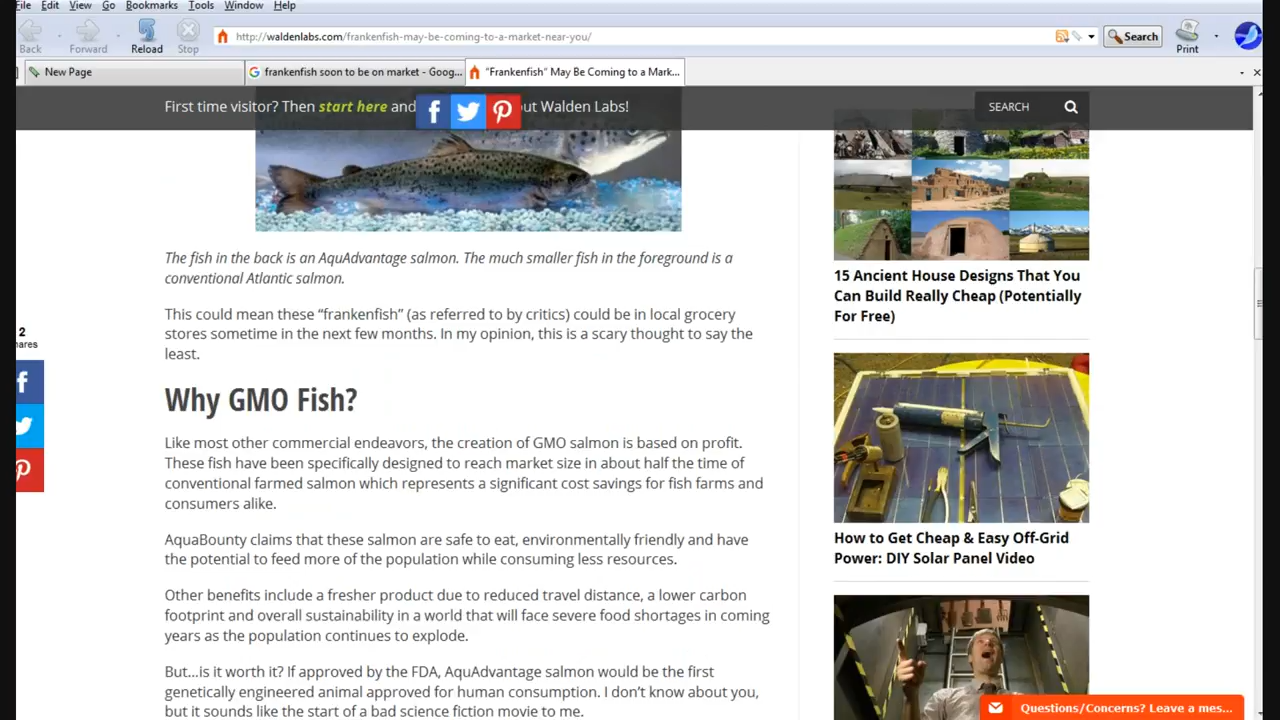 File Edit View Go Bookmarks Tools Window Help
Back Forward Reload Stop
http://waldenlabs.com/frankenfish-may-be-coming-to-a-market-near-you/
Search
Print
New Page
frankenfish soon to be on market - Goog...
"Frankenfish" May Be Coming to a Mark...
First time visitor? Then start here and out Walden Labs!
SEARCH
The fish in the back is an AquAdvantage salmon. The much smaller fish in the foreground is a
conventional Atlantic salmon.
This could mean these “frankenfish” (as referred to by critics) could be in local grocery
stores sometime in the next few months. In my opinion, this is a scary thought to say the
least.
2
hares
Why GMO Fish?
Like most other commercial endeavors, the creation of GMO salmon is based on profit.
These fish have been specifically designed to reach market size in about half the time of
conventional farmed salmon which represents a significant cost savings for fish farms and
consumers alike.
AquaBounty claims that these salmon are safe to eat, environmentally friendly and have
the potential to feed more of the population while consuming less resources.
Other benefits include a fresher product due to reduced travel distance, a lower carbon
footprint and overall sustainability in a world that will face severe food shortages in coming
years as the population continues to explode.
But...is it worth it? If approved by the FDA, AquAdvantage salmon would be the first
genetically engineered animal approved for human consumption. I don’t know about you,
but it sounds like the start of a bad science fiction movie to me.
15 Ancient House Designs That You
Can Build Really Cheap (Potentially
For Free)
How to Get Cheap & Easy Off-Grid
Power: DIY Solar Panel Video
Questions/Concerns? Leave a mes...